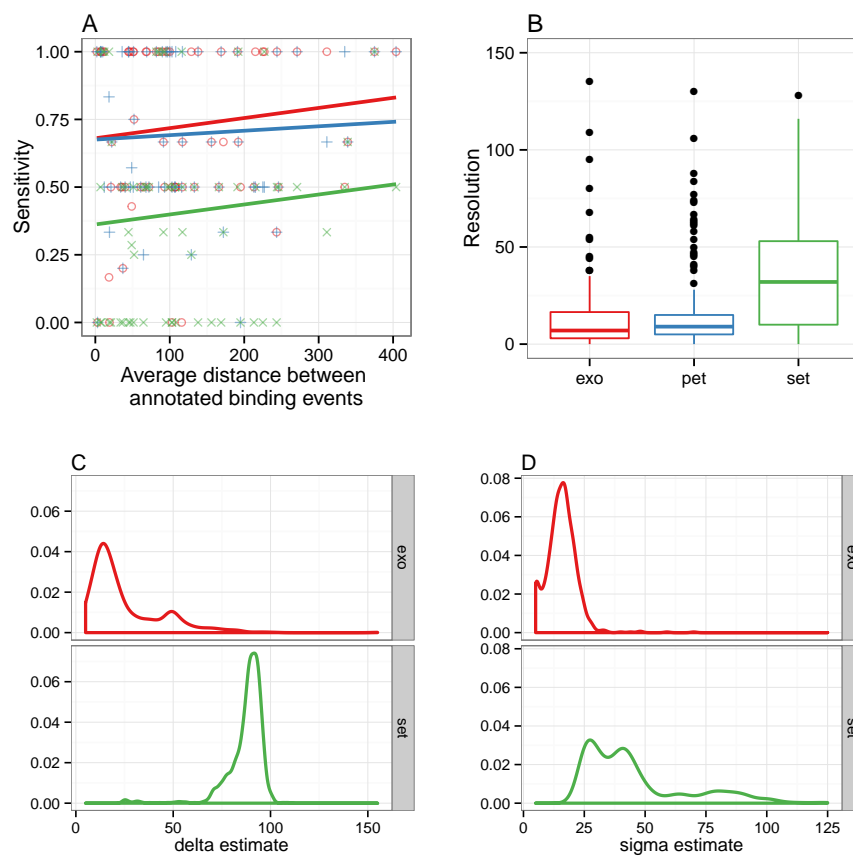 A
Sensitivity
1.00
0.75
0.50
0.25
0.00
0
100
200
300
400
Average distance between
annotated binding events
B
Resolution
150
100
50
0
exo
pet
set
C
0.06
0.04
0.02
0.00
exo
0.06
0.04
0.02
0.00
set
0
50
100
150
delta estimate
D
0.08
0.06
0.04
0.02
0.00
exo
0.08
0.06
0.04
0.02
0.00
set
0
25
50
75
100
125
sigma estimate